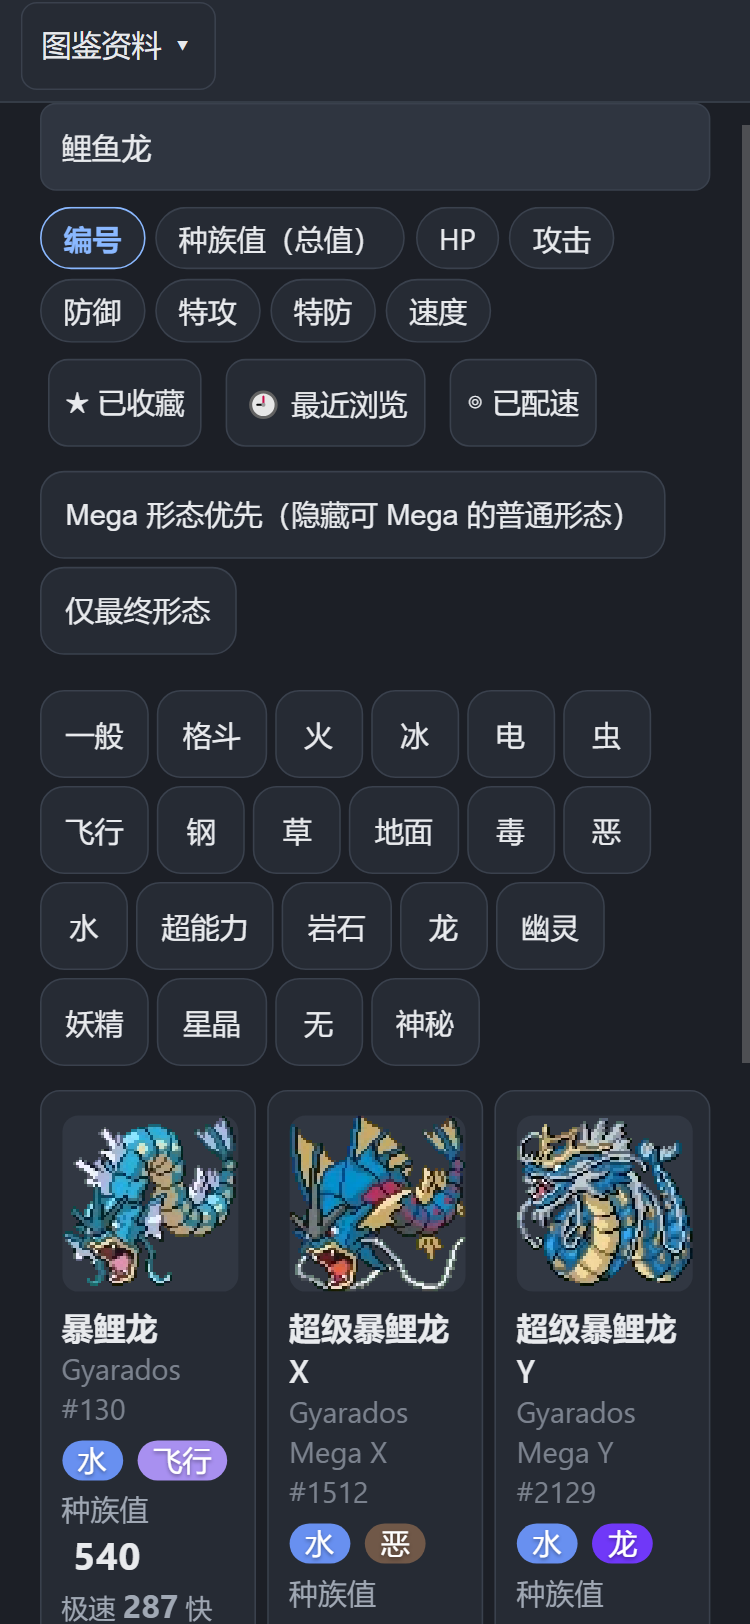 图鉴资料 ▼
鲤鱼龙
编号 种族值（总值） HP 攻击
防御 特攻 特防 速度
★ 已收藏 🕘 最近浏览 ⊚ 已配速
Mega 形态优先（隐藏可 Mega 的普通形态）
仅最终形态
一般 格斗 火 冰 电 虫
飞行 钢 草 地面 毒 恶
水 超能力 岩石 龙 幽灵
妖精 星晶 无 神秘
暴鲤龙
Gyarados
#130
水 飞行
种族值
540
极速 287 快
超级暴鲤龙
X
Gyarados
Mega X
#1512
水 恶
种族值
超级暴鲤龙
Y
Gyarados
Mega Y
#2129
水 龙
种族值